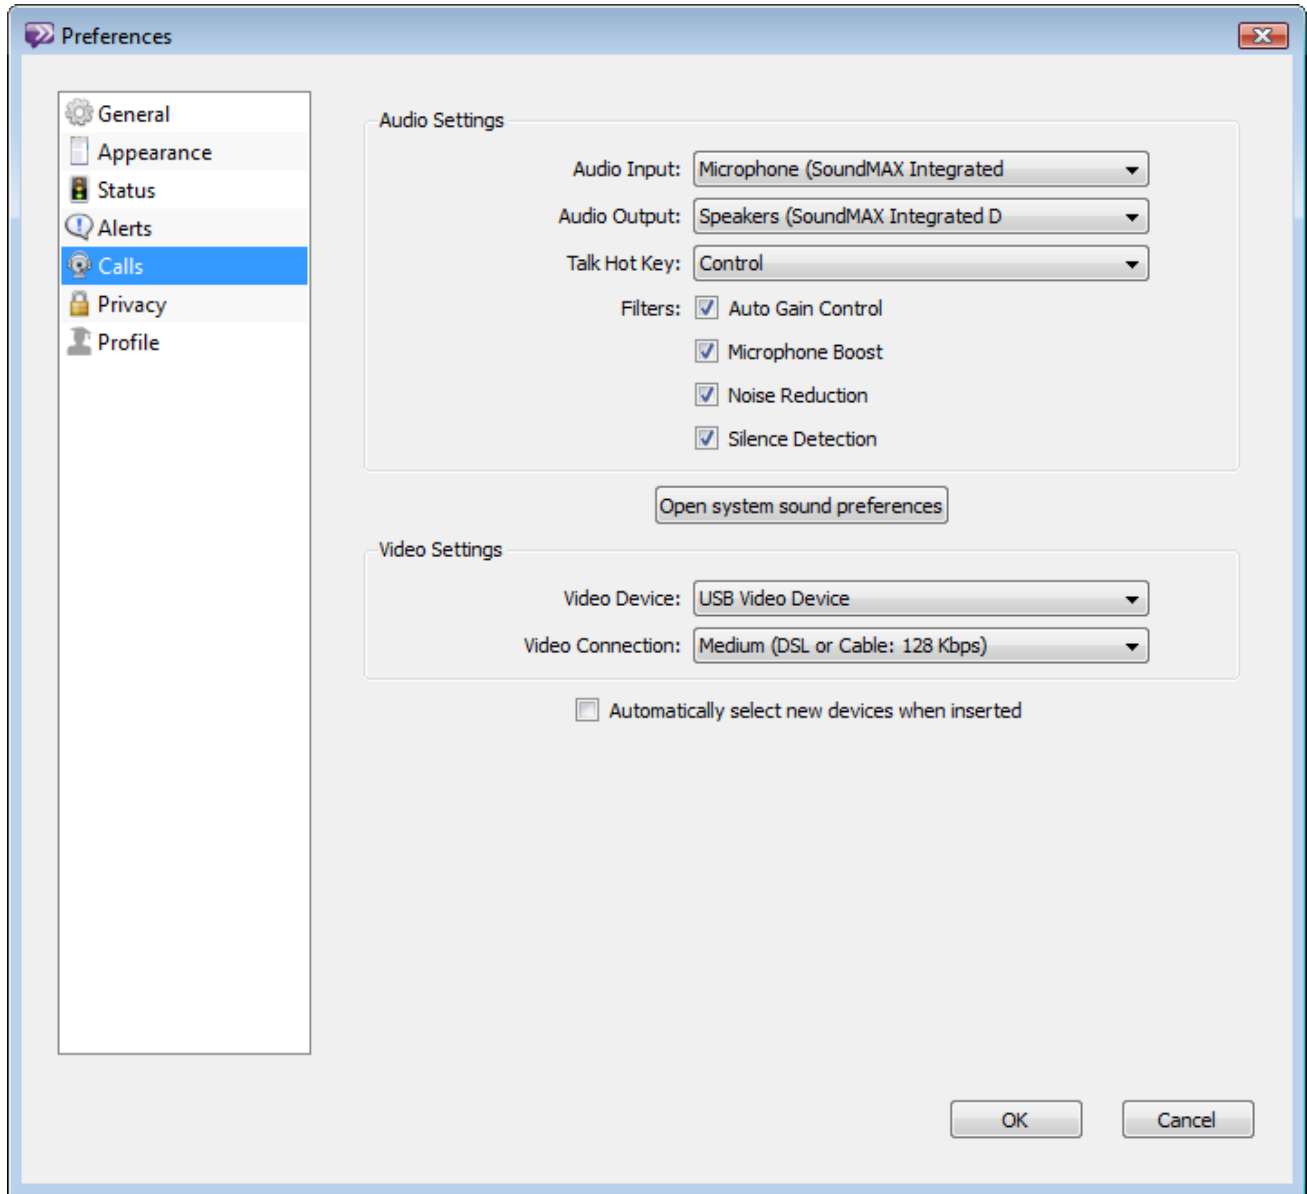 Preferences
General
Appearance
Status
Alerts
Calls
Privacy
Profile
Audio Settings
Audio Input: Microphone (SoundMAX Integrated
Audio Output: Speakers (SoundMAX Integrated D
Talk Hot Key: Control
Filters: Auto Gain Control
Microphone Boost
Noise Reduction
Silence Detection
Open system sound preferences
Video Settings
Video Device: USB Video Device
Video Connection: Medium (DSL or Cable: 128 Kbps)
Automatically select new devices when inserted
OK Cancel